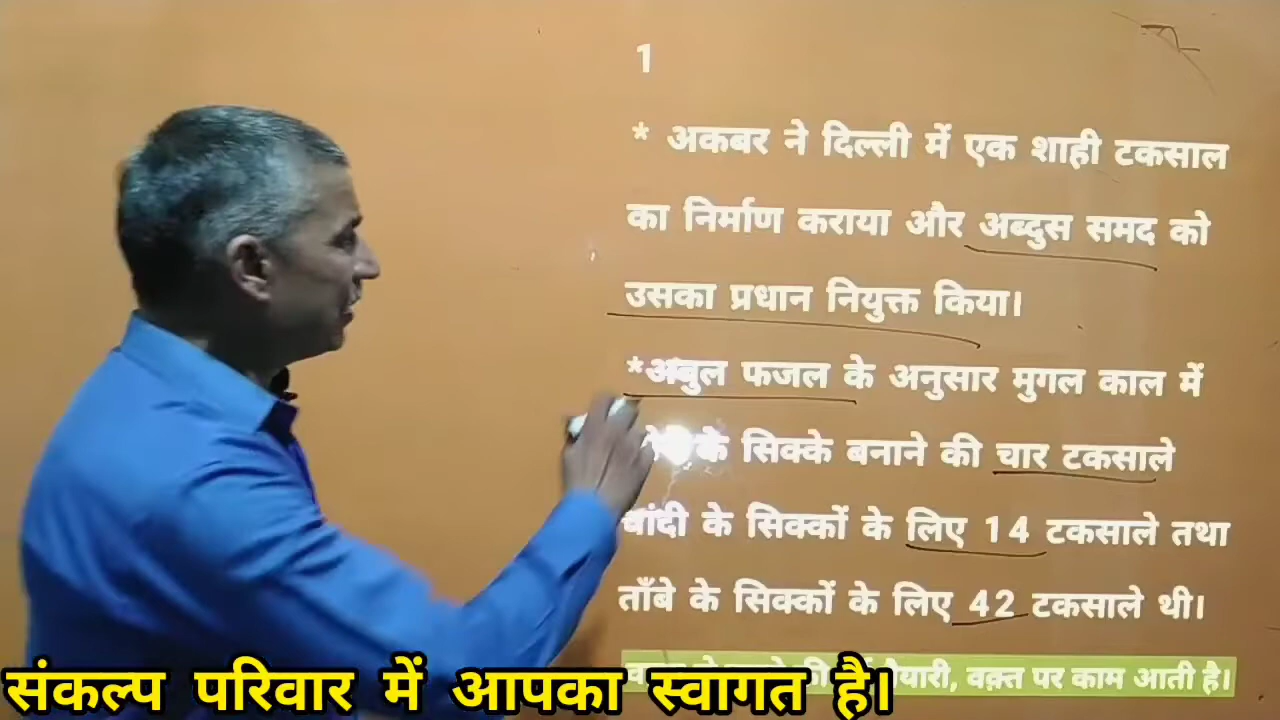 1
* अकबर ने दिल्ली में एक शाही टकसाल
का निर्माण कराया और अब्दुस समद को
उसका प्रधान नियुक्त किया।
*अबुल फजल के अनुसार मुगल काल में
के सिक्के बनाने की चार टकसाले
चांदी के सिक्कों के लिए 14 टकसाले तथा
ताँबे के सिक्कों के लिए 42 टकसाले थी।
पर काम आती है।
संकल्प परिवार में आपका स्वागत है।